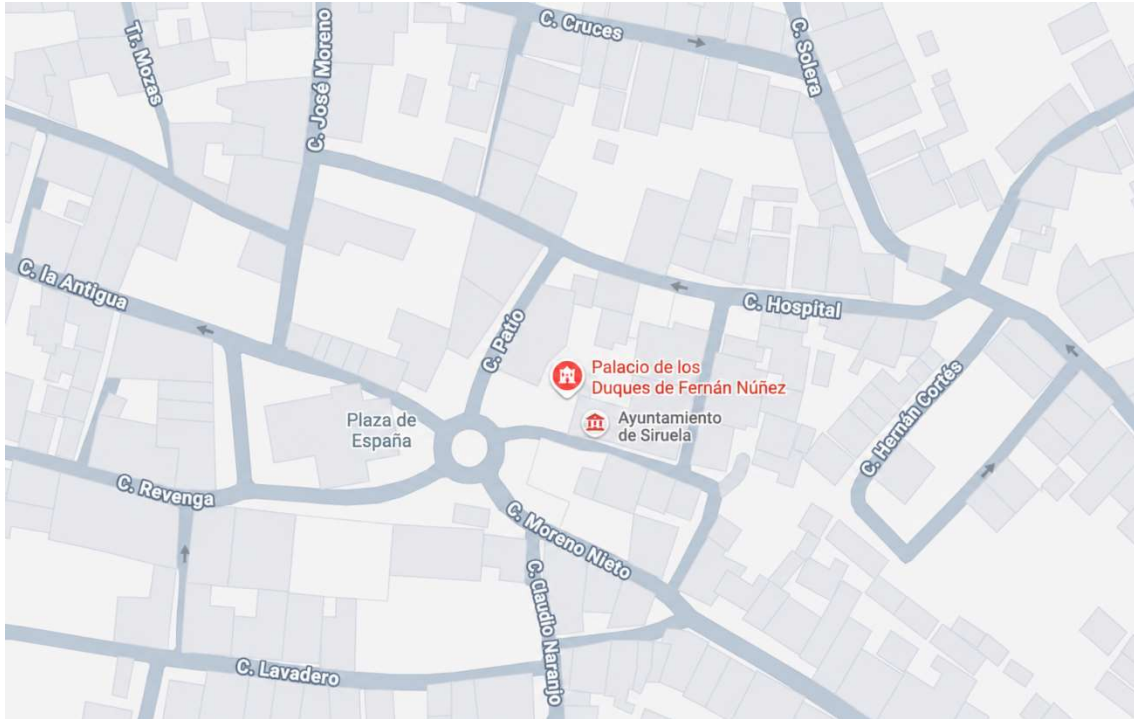 C. Cruces
C. Solera
Tr. Mozas
C. José Moreno
C. la Antigua
C. Hospital
C. Patío
Palacio de los
Duques de Fernán Núñez
Ayuntamiento
de Siruela
Plaza de
España
C. Hernán Cortés
C. Revenga
C. Moreno Nieto
C. Claudio Naranjo
C. Lavadero